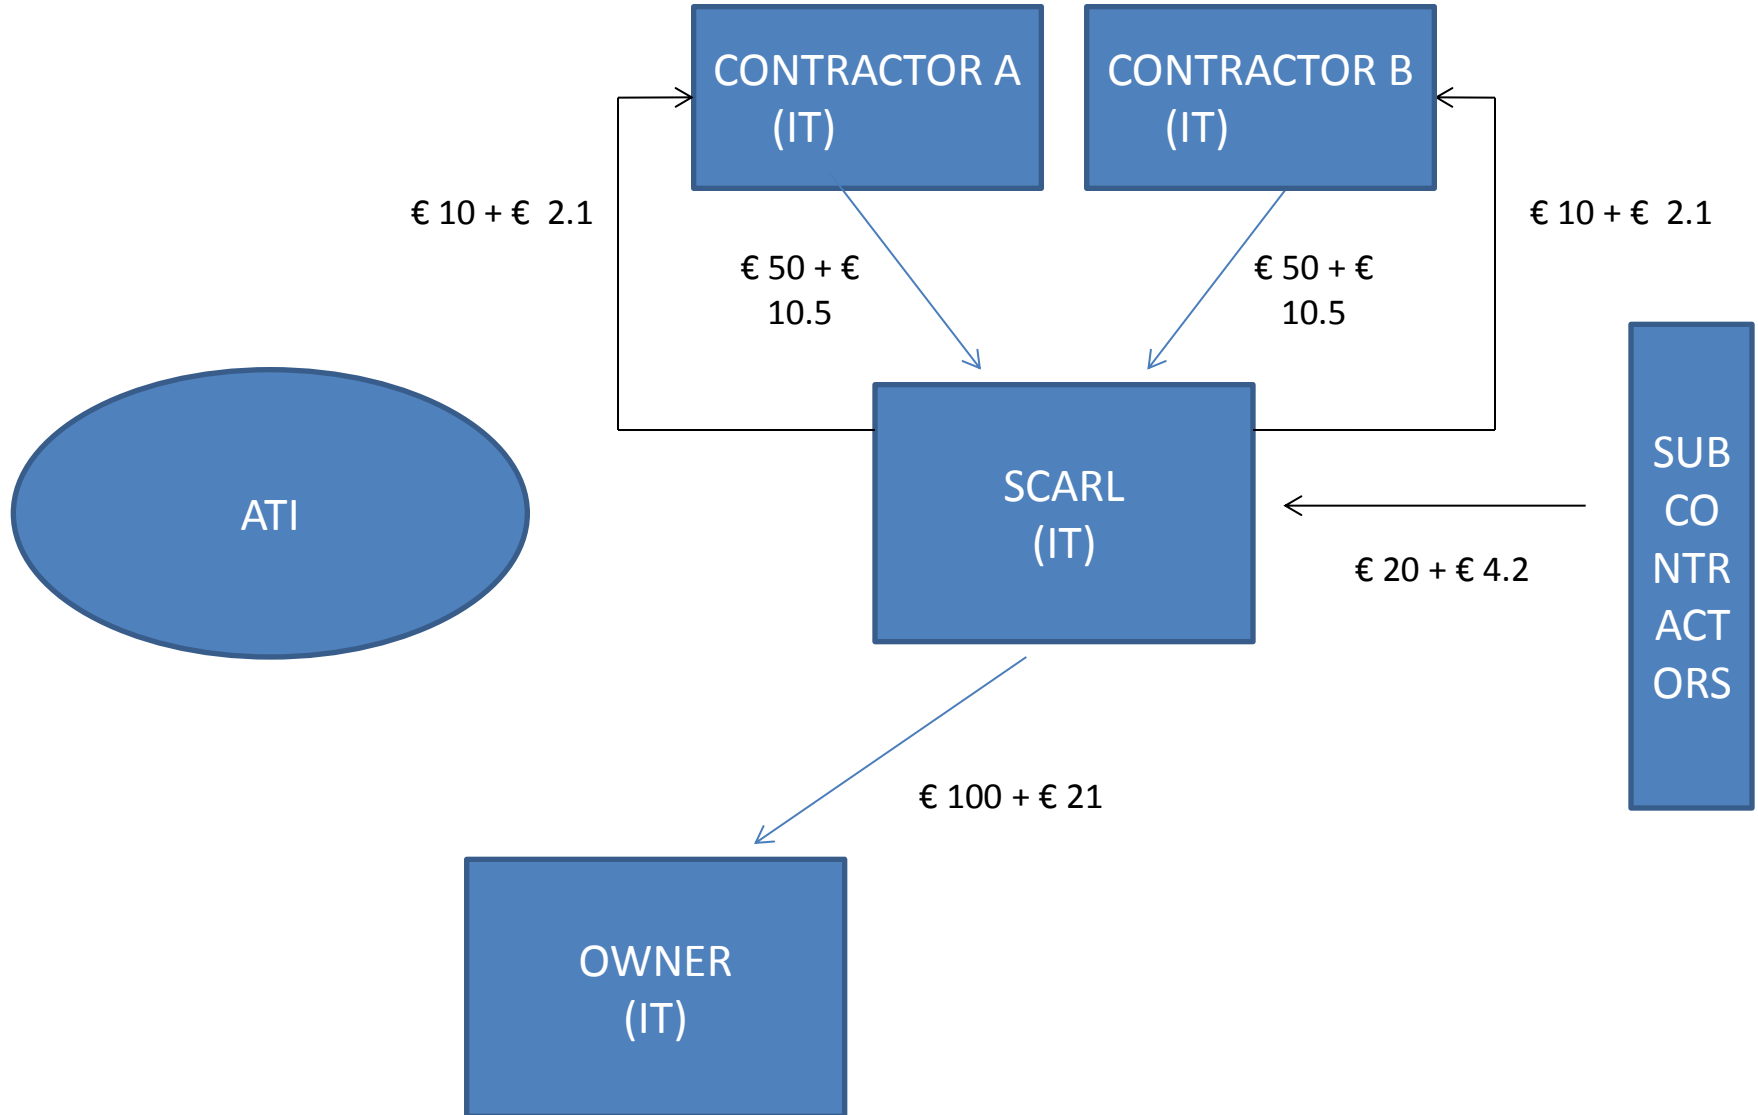 CONTRACTOR A
(IT)
CONTRACTOR B
(IT)
€ 10 + €  2.1
€ 10 + €  2.1
€ 50 + €
10.5
€ 50 + €
10.5
ATI
SCARL
(IT)
SUB
CO
NTR
ACT
ORS
€ 20 + € 4.2
€ 100 + € 21
OWNER
(IT)